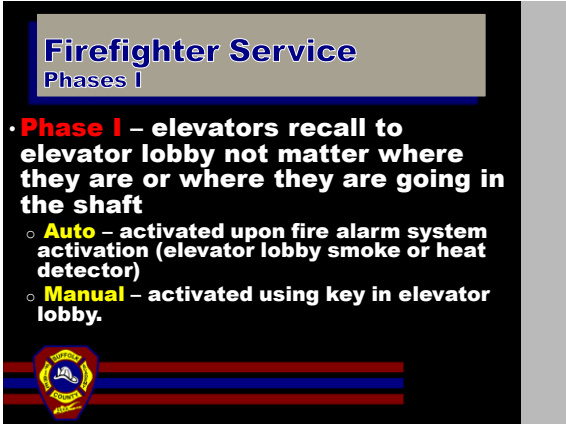 Firefighter Service
Phases I
• Phase I – elevators recall to
elevator lobby not matter where
they are or where they are going in
the shaft
○ Auto – activated upon fire alarm system
activation (elevator lobby smoke or heat
detector)
○ Manual – activated using key in elevator
lobby.
SUFFOLK
COUNTY